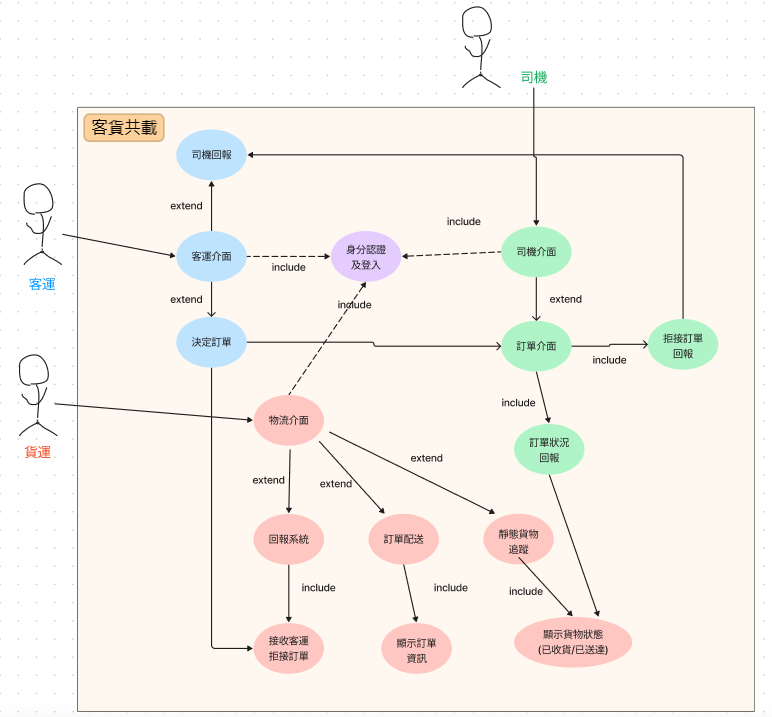 司機
客貨共載
司機回報
extend
include
客運介面
include
身分認證
及登入
司機介面
客運
extend
include
extend
決定訂單
訂單介面
include
拒接訂單
回報
貨運
物流介面
include
訂單狀況
回報
extend
extend
extend
回報系統
訂單配送
靜態貨物
追蹤
include
include
include
接收客運
拒接訂單
顯示訂單
資訊
顯示貨物狀態
(已收貨/已送達)